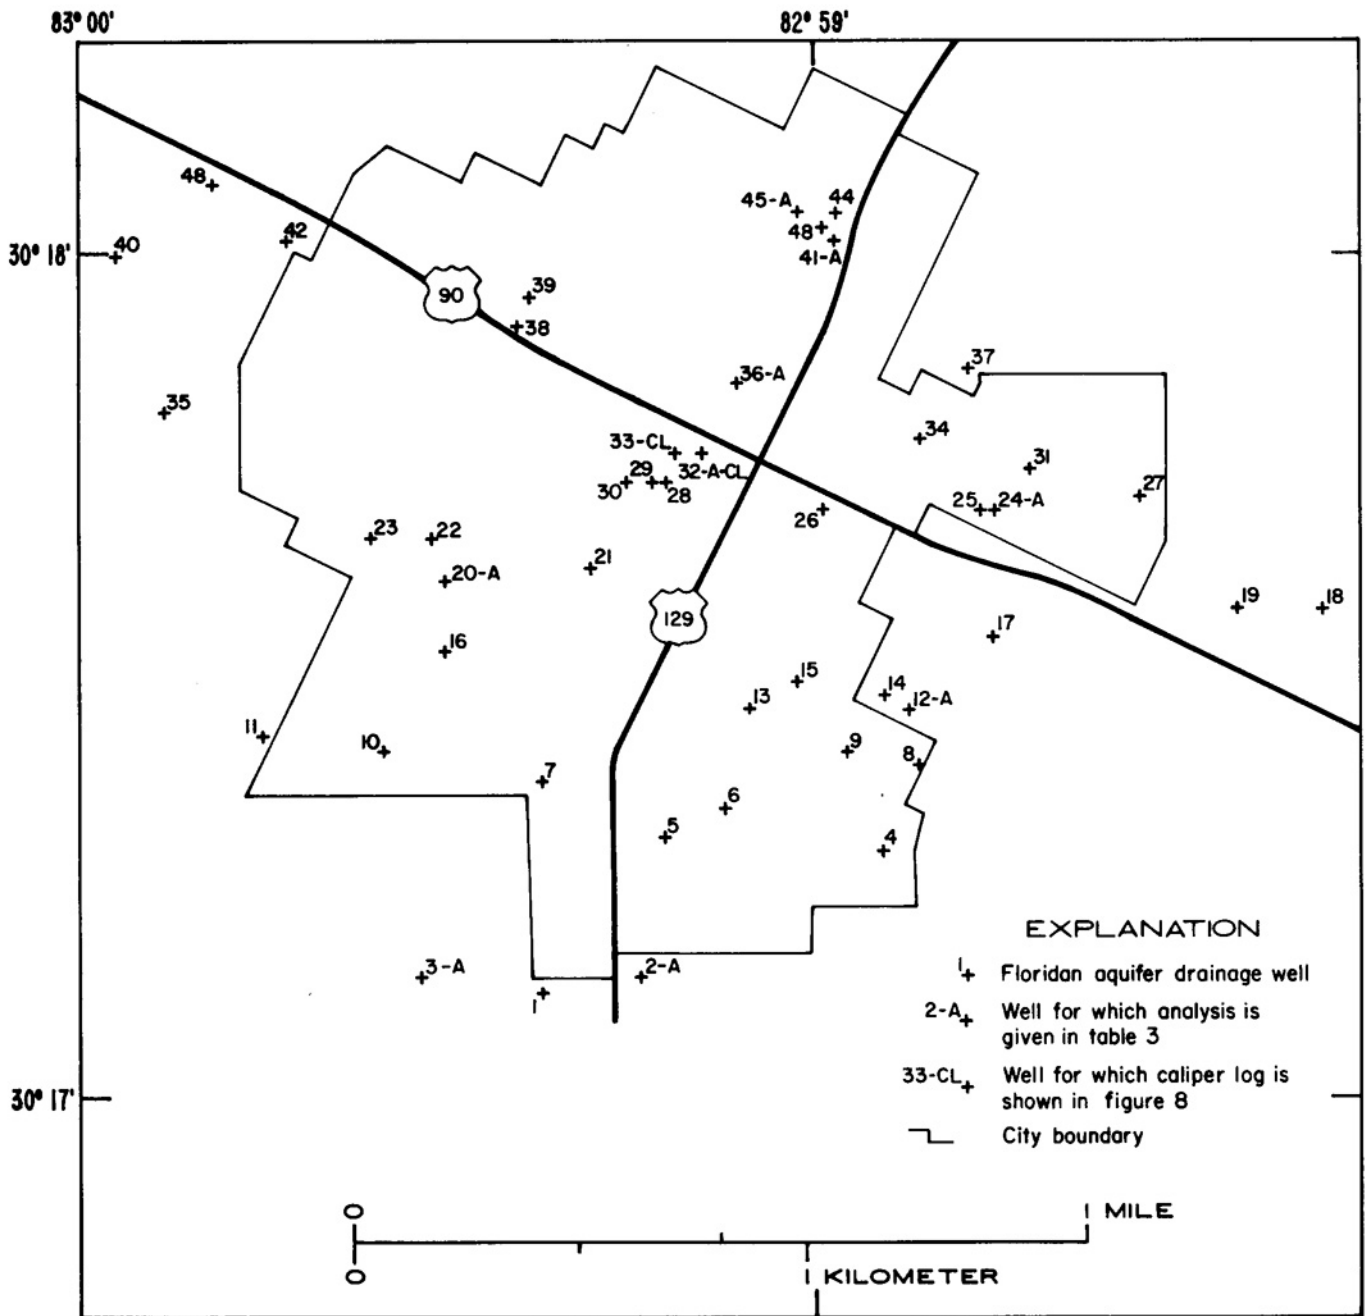 83° 00'
82° 59'
48
45-A
44
48
42
41-A
40
30° 18'
90
39
38
37
36-A
35
34
33-CL
32-A-CL
31
29
30
28
27
25
24-A
26
23
22
21
20-A
129
19
18
17
16
15
14
13
12-A
11
10
9
8
7
6
5
4
3-A
2-A
1
EXPLANATION
1 Floridan aquifer drainage well
2-A Well for which analysis is
given in table 3
33-CL Well for which caliper log is
shown in figure 8
City boundary
30° 17'
0 1 MILE
0 1 KILOMETER